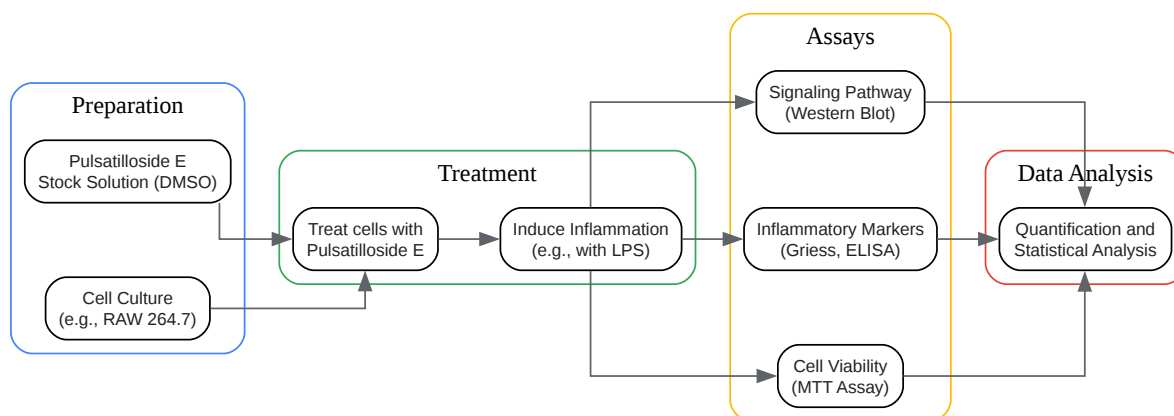 Preparation
Pulsatilloside E
Stock Solution (DMSO)
Cell Culture
(e.g., RAW 264.7)
Treatment
Treat cells with
Pulsatilloside E
Induce Inflammation
(e.g., with LPS)
Assays
Signaling Pathway
(Western Blot)
Inflammatory Markers
(Griess, ELISA)
Cell Viability
(MTT Assay)
Data Analysis
Quantification and
Statistical Analysis